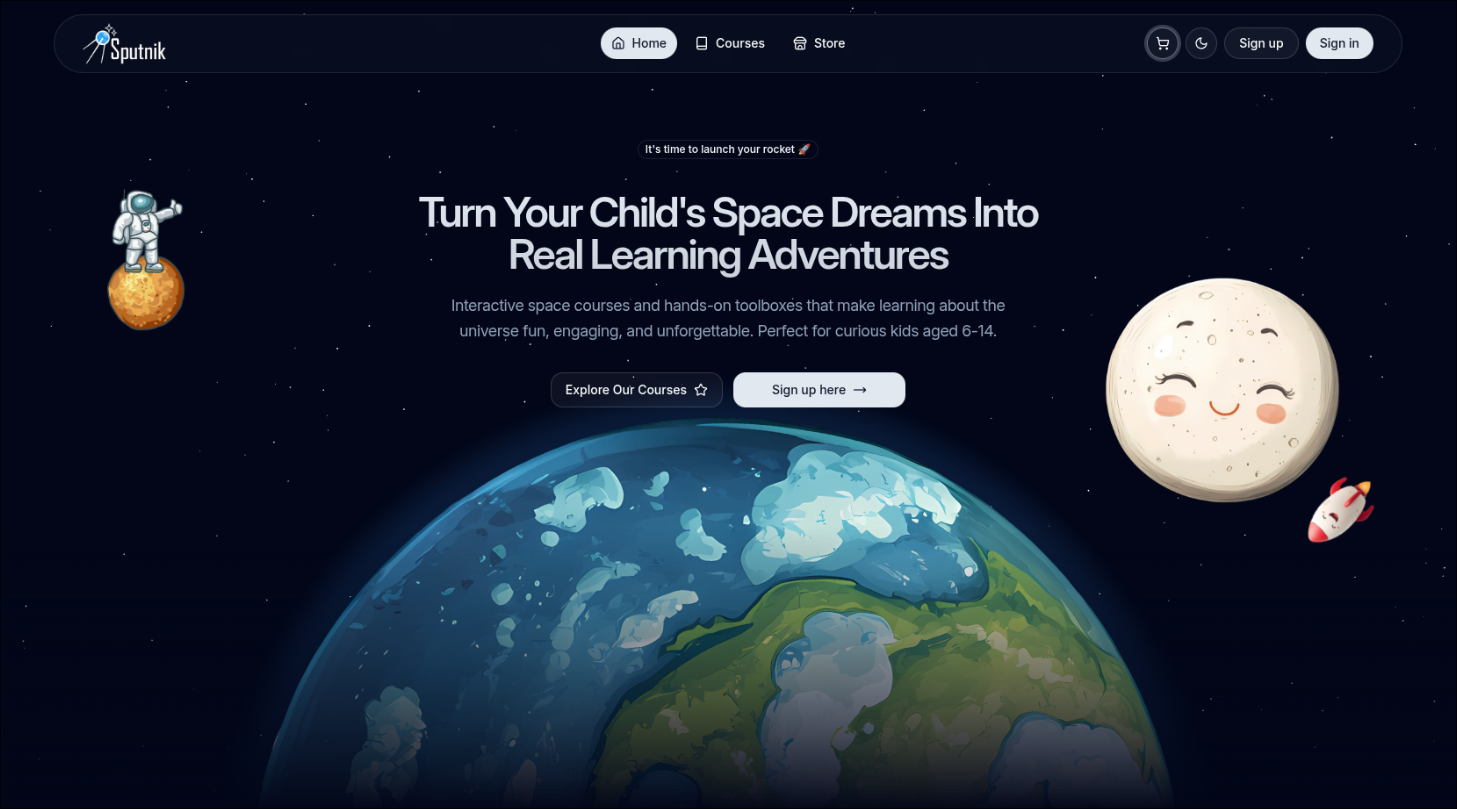 Sputnik
Home
Courses
Store
Sign up
Sign in
It's time to launch your rocket 🚀
Turn Your Child's Space Dreams Into
Real Learning Adventures
Interactive space courses and hands-on toolboxes that make learning about the
universe fun, engaging, and unforgettable. Perfect for curious kids aged 6-14.
Explore Our Courses
Sign up here →